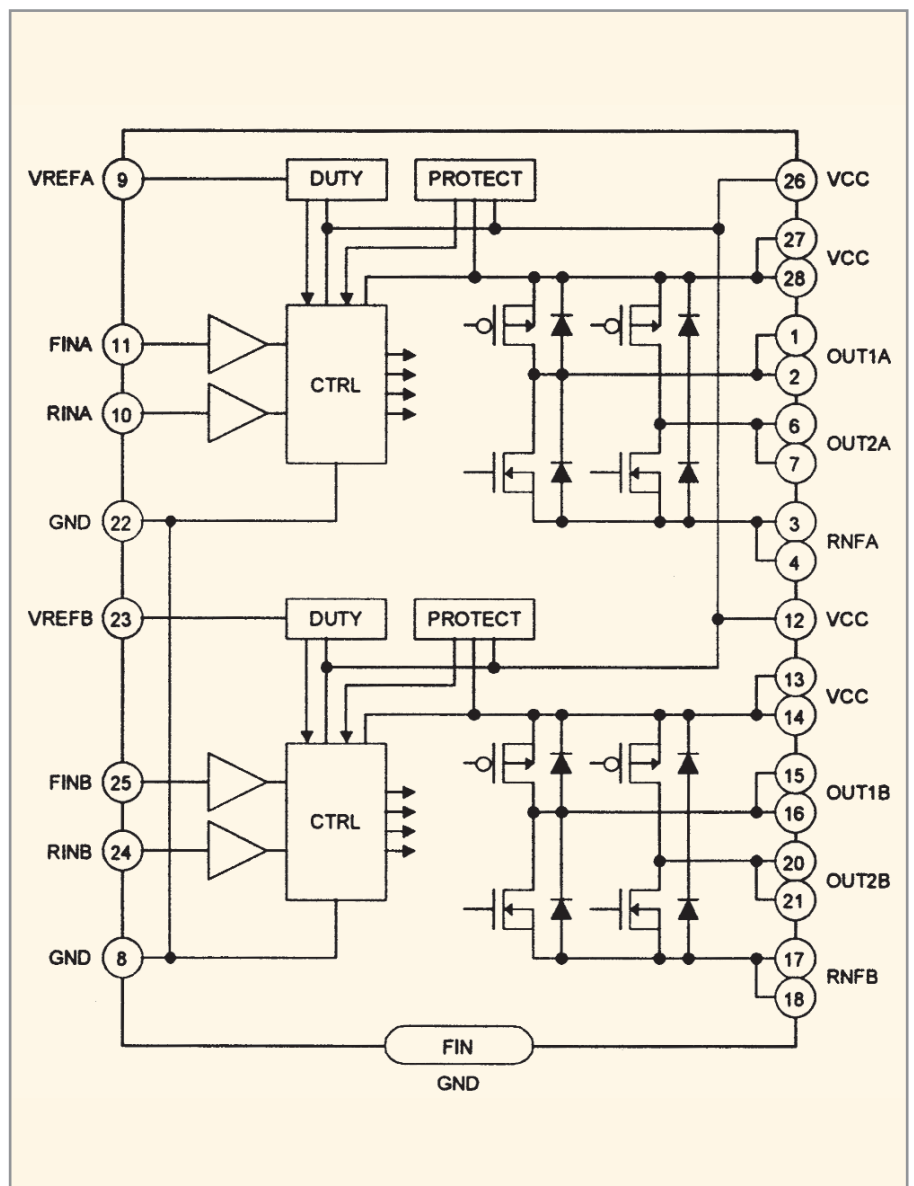 VREFA 9 DUTY PROTECT 26 VCC
27
VCC
28
FINA 11 1
OUT1A
CTRL 2
RINA 10
6
OUT2A
7
GND 22 3
RNFA
4
VREFB 23 DUTY PROTECT 12 VCC
13
VCC
14
FINB 25 15
OUT1B
CTRL 16
RINB 24 20
OUT2B
21
GND 8 17
RNFB
18
FIN
GND